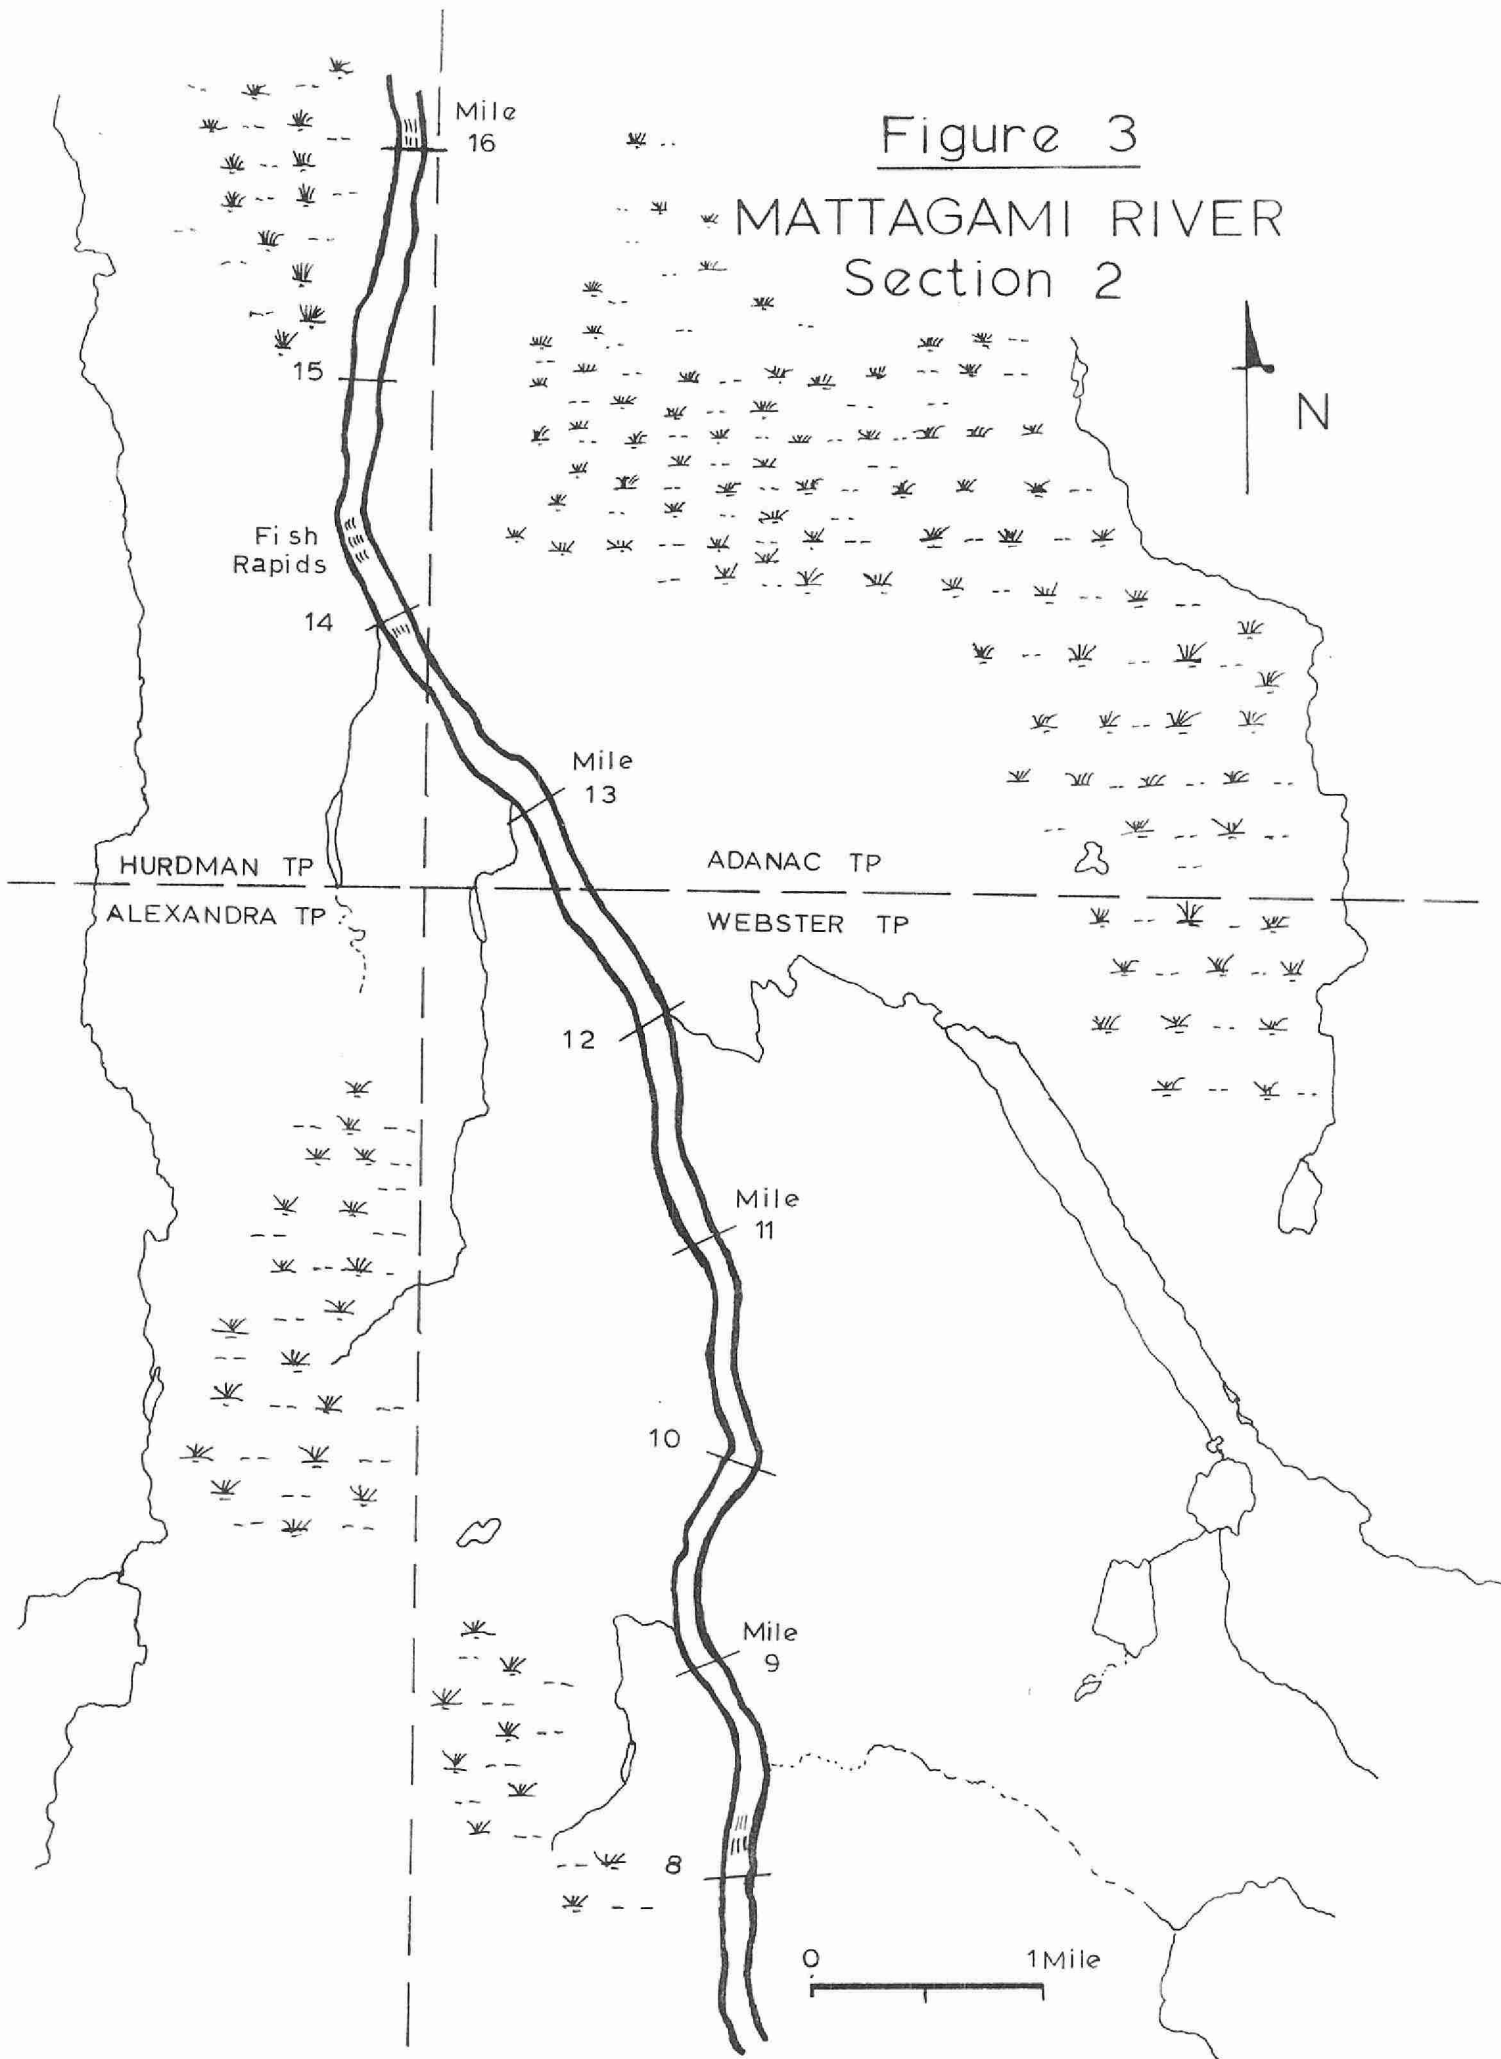 Figure 3
MATTAGAMI RIVER
Section 2
N
Mile
16
15
Fish
Rapids
14
Mile
13
HURDMAN TP
ADANAC TP
ALEXANDRA TP
WEBSTER TP
12
Mile
11
10
Mile
9
8
0
1 Mile